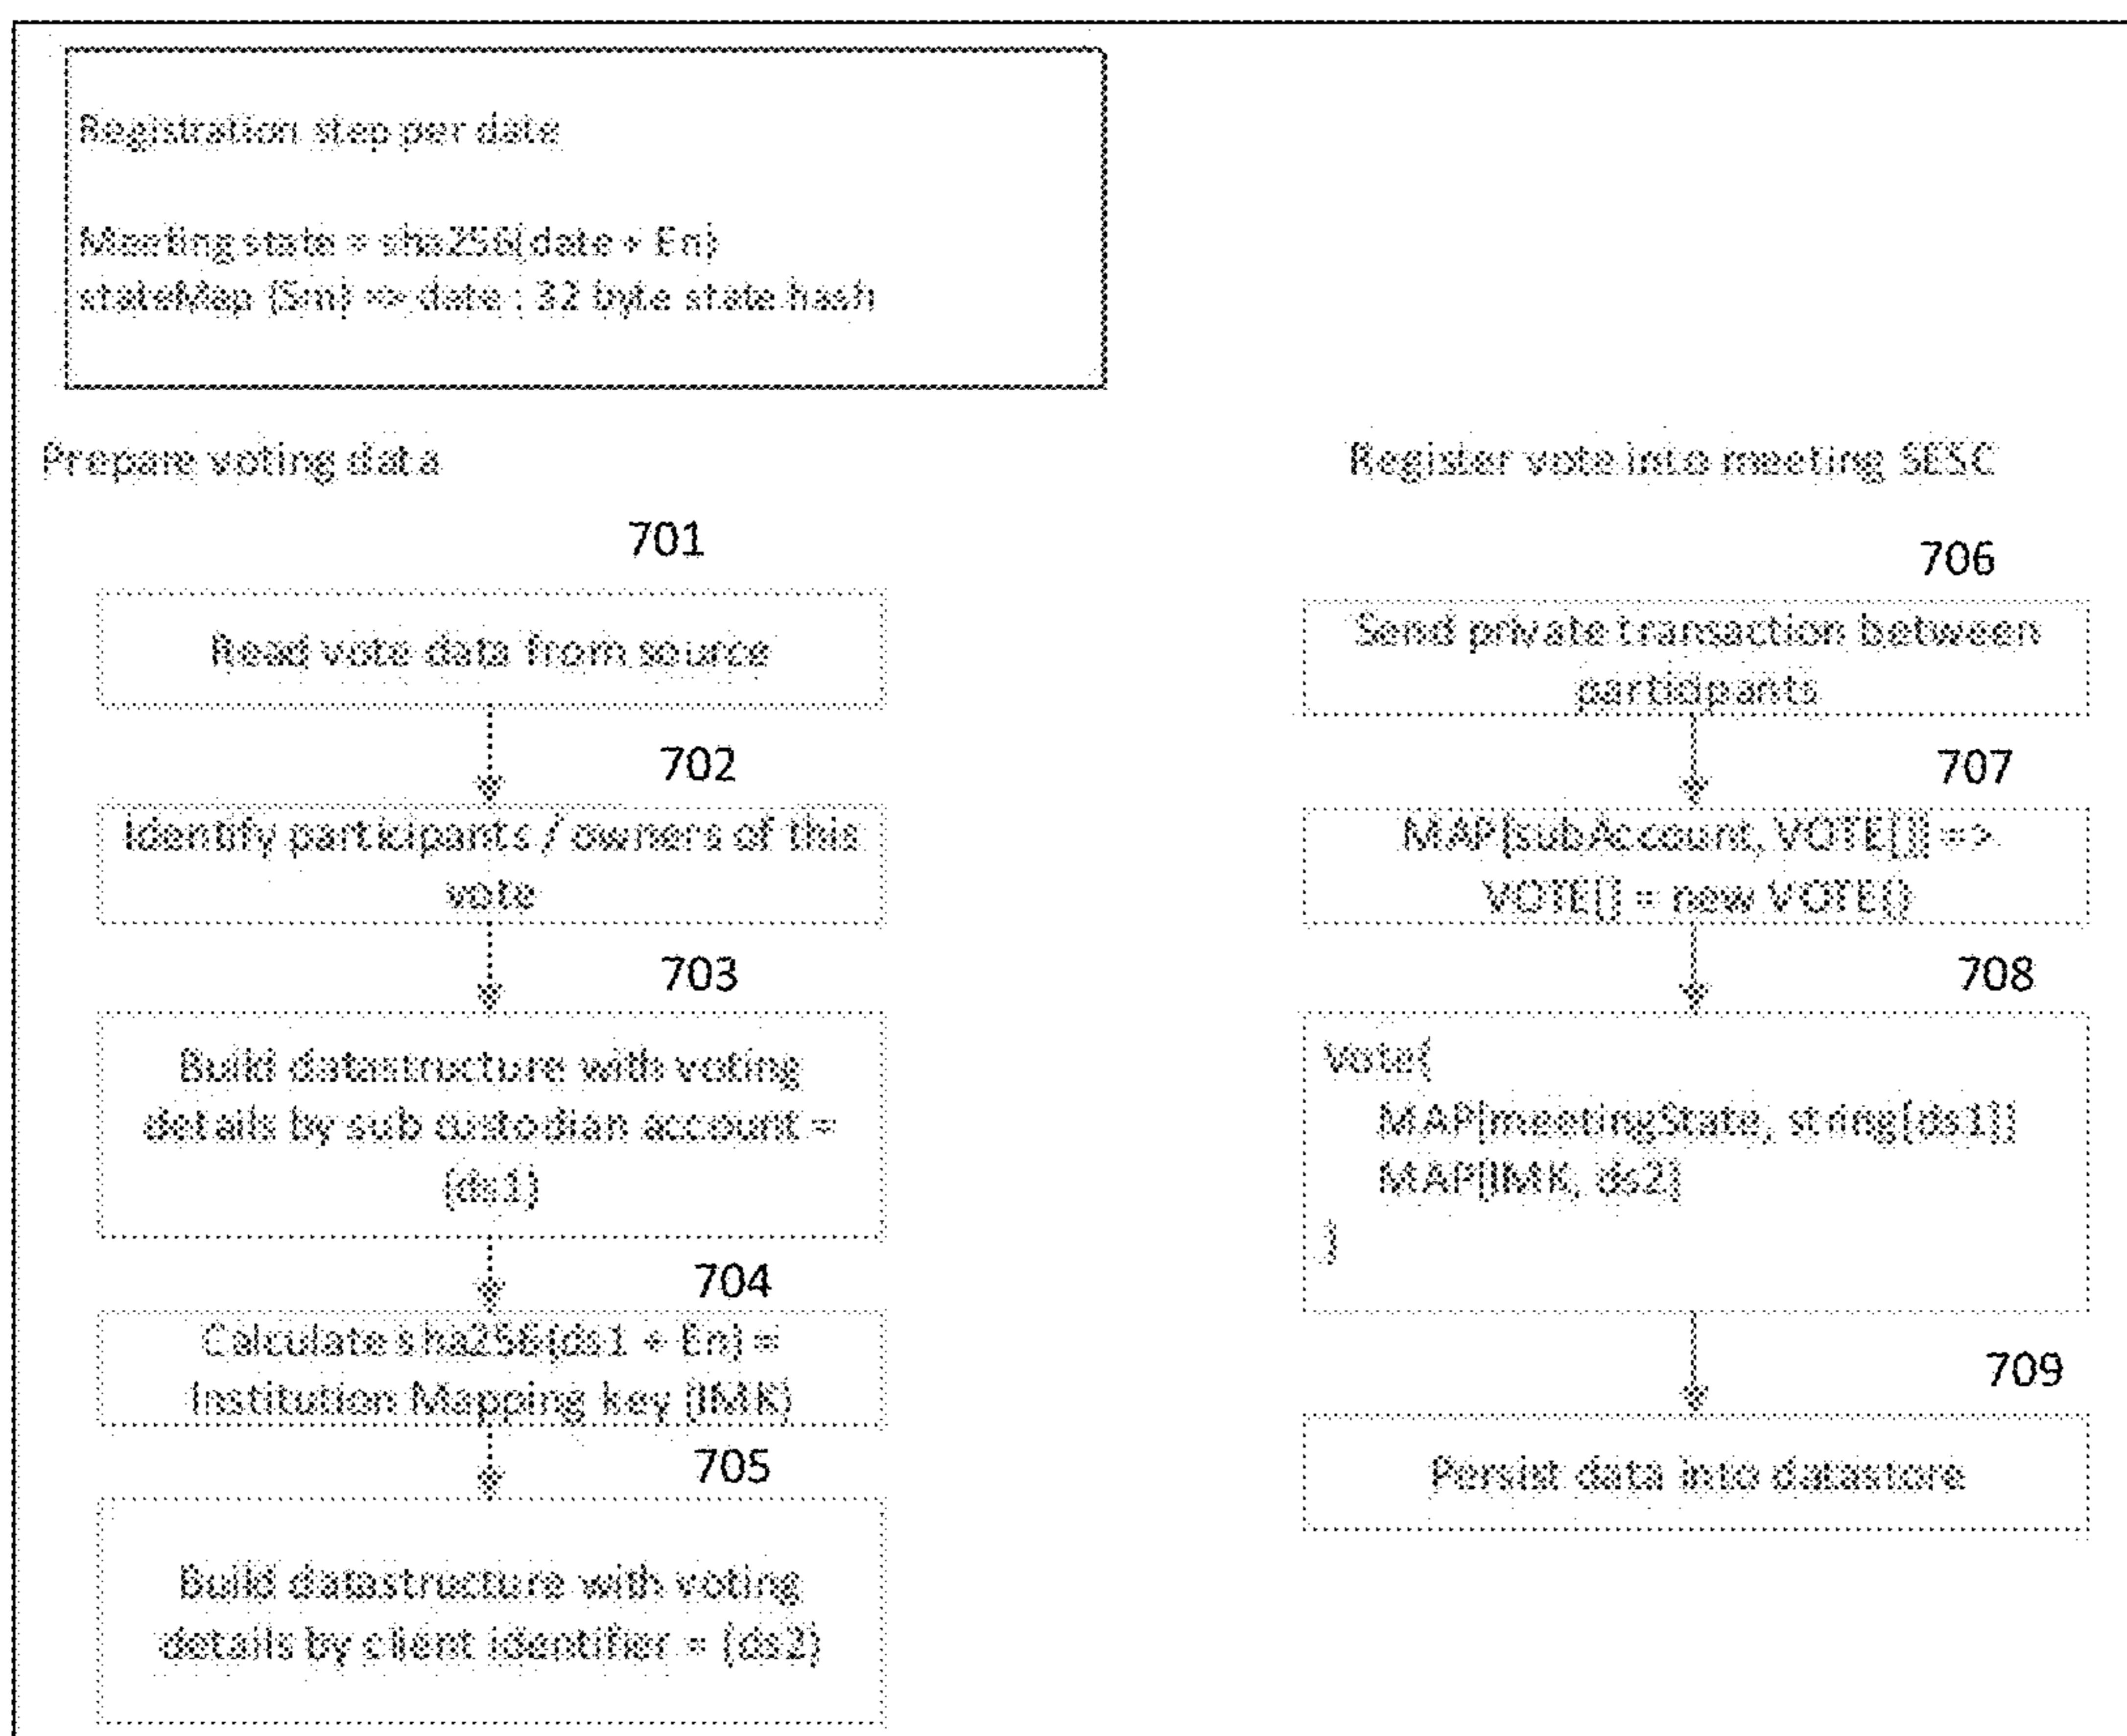 Registration step per date
Meeting state = sha256(date + En)
stateMap (Sm) => date : 32 byte state hash
Prepare voting data
701
Read vote data from source
702
Identify participants / owners of this
vote
703
Build datastructure with voting
details by sub custodian account =
(ds1)
704
Calculate sha256(ds1 + En) =
Institution Mapping key (IMK)
705
Build datastructure with voting
details by client identifier = (ds2)
Register vote into meeting SESC
706
Send private transaction between
participants
707
MAP[subAccount, VOTE[]] =>
VOTE[] = new VOTE()
708
Vote{
MAP[meetingState, string[ds1]]
MAP[IMK, ds2]
}
709
Persist data into datastore